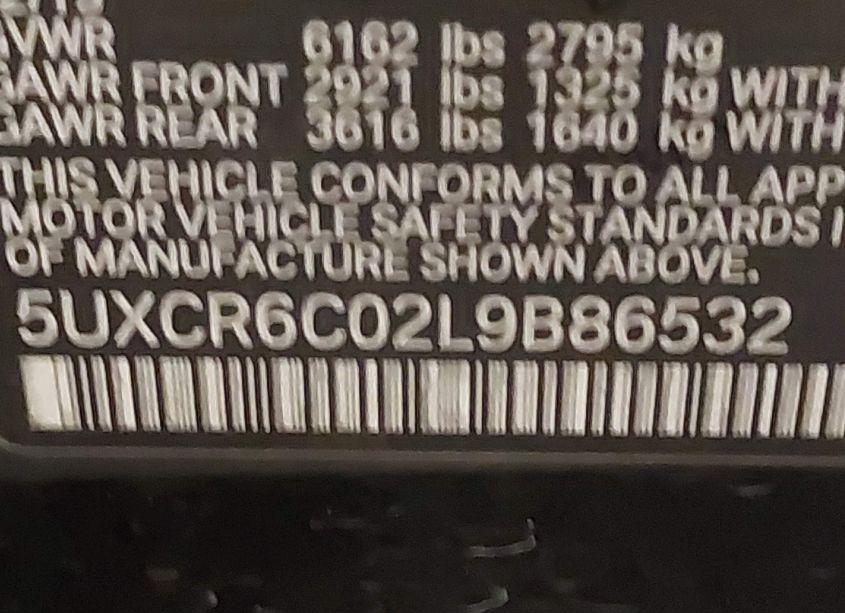 GVWR 6162 lbs 2795 kg
GAWR FRONT 2921 lbs 1325 kg WITH
GAWR REAR 3616 lbs 1640 kg WITH
THIS VEHICLE CONFORMS TO ALL APP
MOTOR VEHICLE SAFETY STANDARDS I
OF MANUFACTURE SHOWN ABOVE.
5UXCR6C02L9B86532